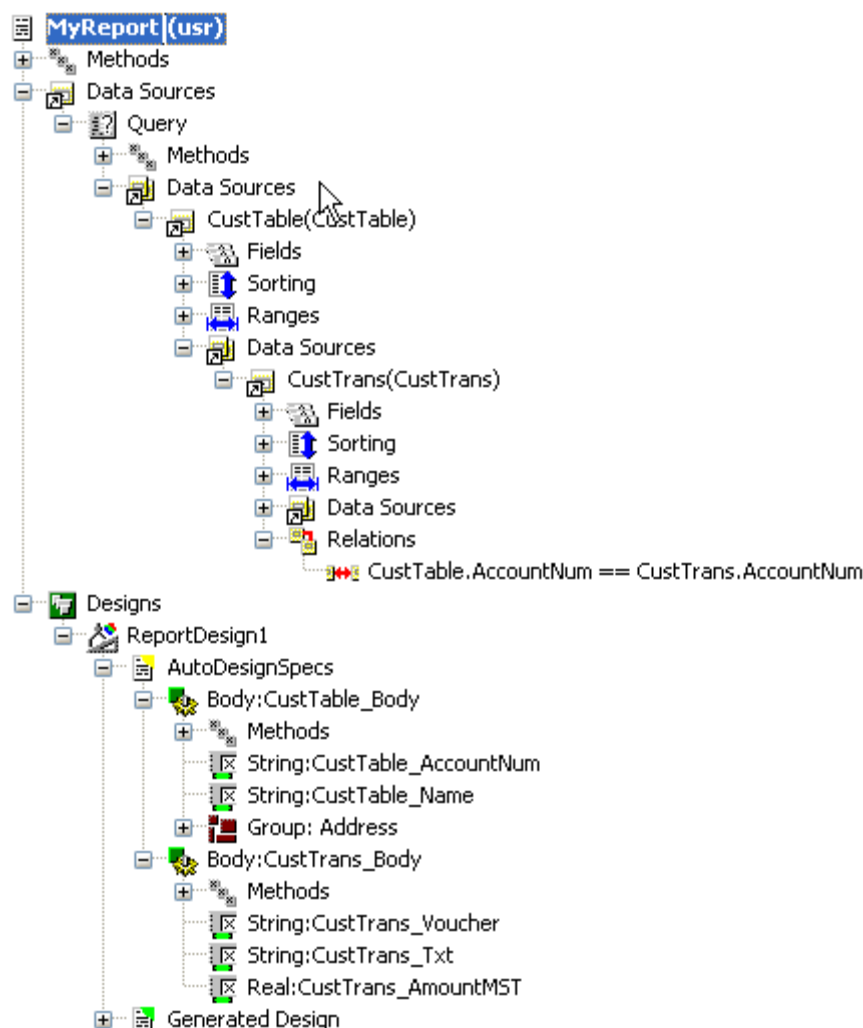 MyReport (usr)
Methods
Data Sources
Query
Methods
Data Sources
CustTable(CustTable)
Fields
Sorting
Ranges
Data Sources
CustTrans(CustTrans)
Fields
Sorting
Ranges
Data Sources
Relations
CustTable.AccountNum == CustTrans.AccountNum
Designs
ReportDesign1
AutoDesignSpecs
Body:CustTable_Body
Methods
String:CustTable_AccountNum
String:CustTable_Name
Group: Address
Body:CustTrans_Body
Methods
String:CustTrans_Voucher
String:CustTrans_Txt
Real:CustTrans_AmountMST
Generated Design